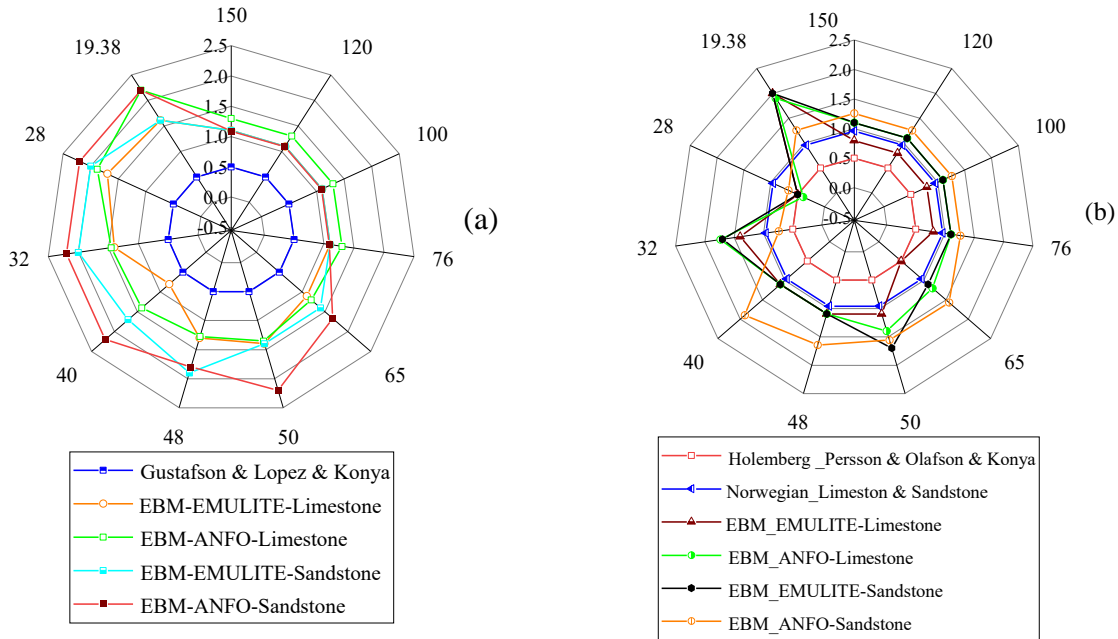 150
120
100
76
65
50
48
40
32
28
19.38
2.5
2.0
1.5
1.0
0.5
0.0
-0.5
(a)
Gustafson & Lopez & Konya
EBM-EMULITE-Limestone
EBM-ANFO-Limestone
EBM-EMULITE-Sandstone
EBM-ANFO-Sandstone
150
120
100
76
65
50
48
40
32
28
19.38
2.5
2.0
1.5
1.0
0.5
0.0
-0.5
(b)
Holemberg _Persson & Olafson & Konya
Norwegian_Limeston & Sandstone
EBM_EMULITE-Limestone
EBM_ANFO-Limestone
EBM_EMULITE-Sandstone
EBM_ANFO-Sandstone